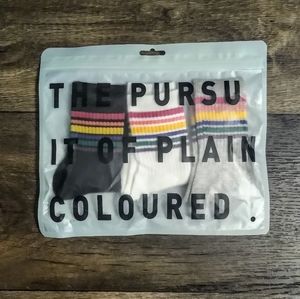 THE PURSU
IT OF PLAIN
COLOURED .